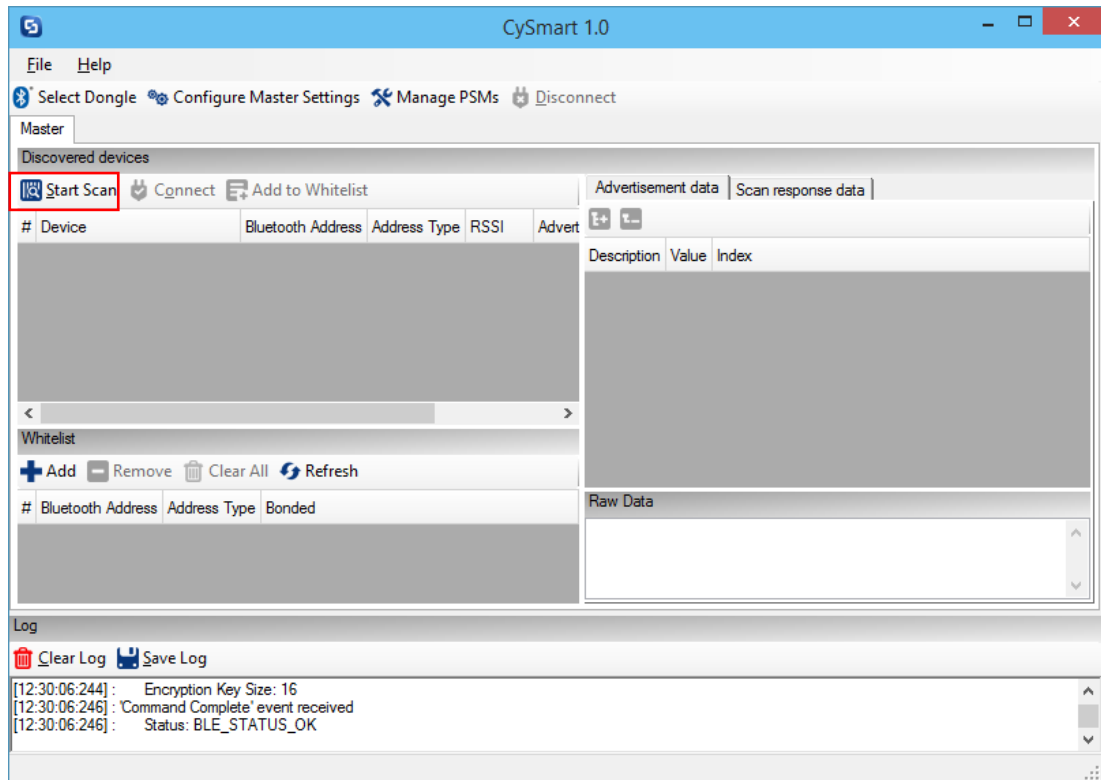 CySmart 1.0
File Help
Select Dongle Configure Master Settings Manage PSMs Disconnect
Master
Discovered devices
Start Scan Connect Add to Whitelist
# Device Bluetooth Address Address Type RSSI Advert
Advertisement data Scan response data
Description Value Index
Whitelist
Add Remove Clear All Refresh
# Bluetooth Address Address Type Bonded
Raw Data
Log
Clear Log Save Log
[12:30:06:244] : Encryption Key Size: 16
[12:30:06:246] : 'Command Complete' event received
[12:30:06:246] : Status: BLE_STATUS_OK